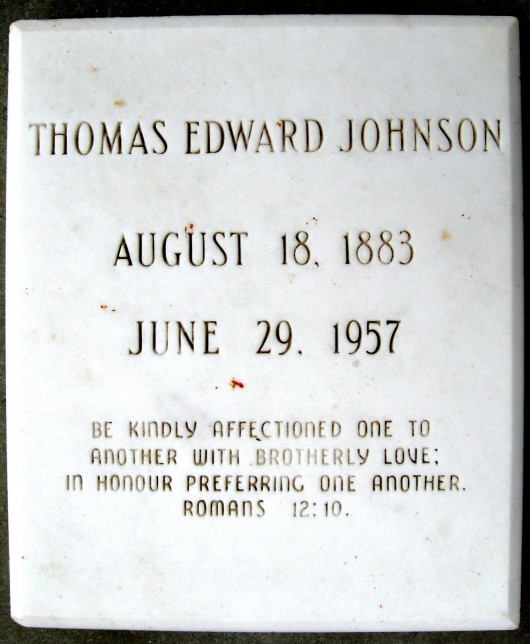 THOMAS EDWARD JOHNSON
AUGUST 18, 1883
JUNE 29, 1957
BE KINDLY AFFECTIONED ONE TO
ANOTHER WITH BROTHERLY LOVE;
IN HONOUR PREFERRING ONE ANOTHER.
ROMANS 12:10.